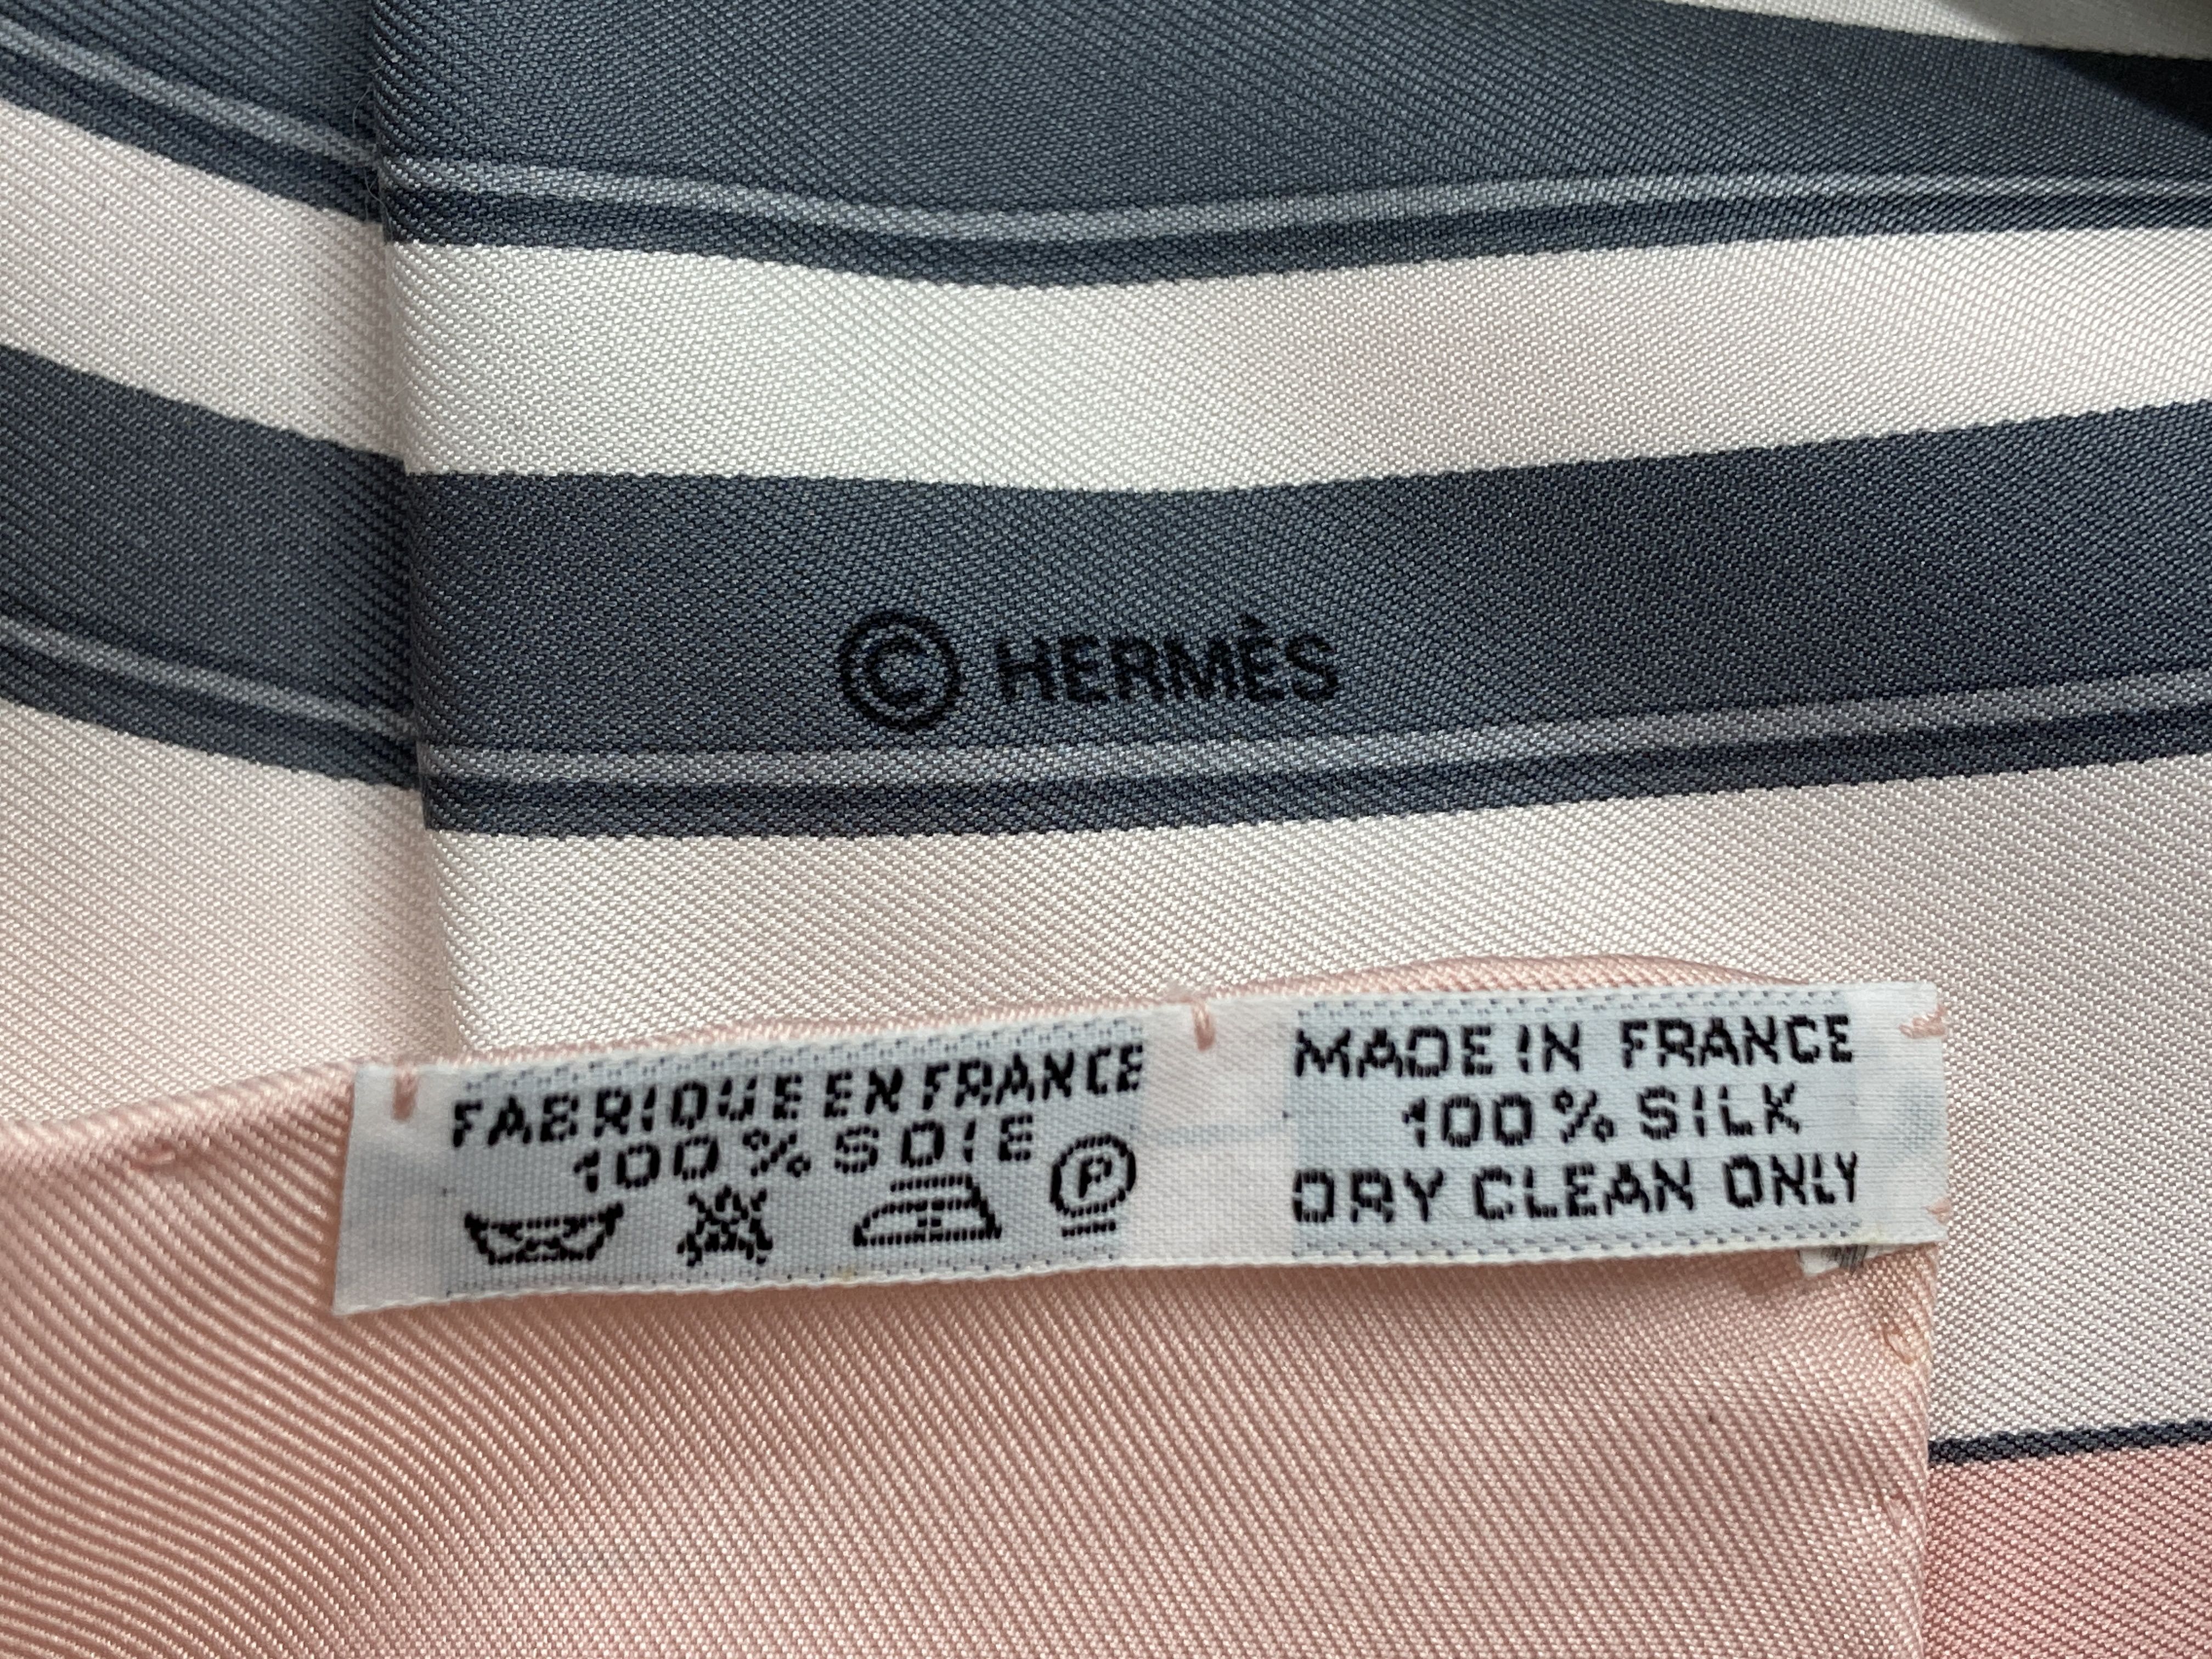 © HERMÈS
FABRIQUE EN FRANCE
100% SOIE
P
MADE IN FRANCE
100% SILK
DRY CLEAN ONLY